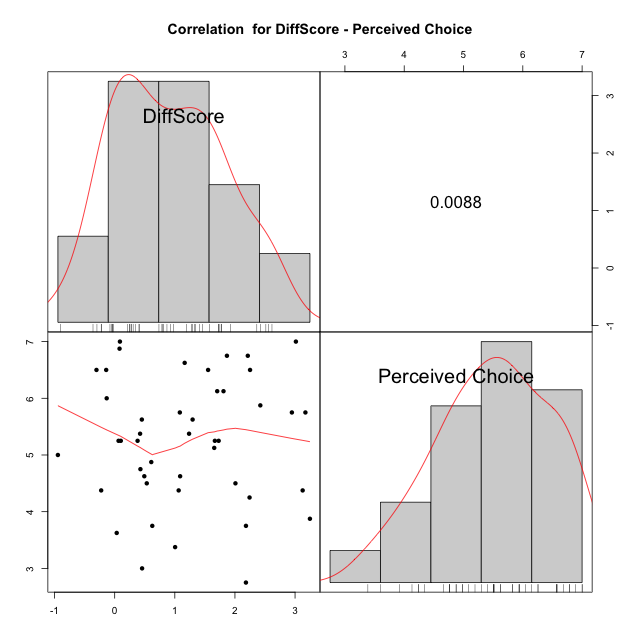 Correlation  for DiffScore - Perceived Choice
3 4 5 6 7
DiffScore
0.0088
3
2
1
0
-1
Perceived Choice
7
6
5
4
3
-1 0 1 2 3